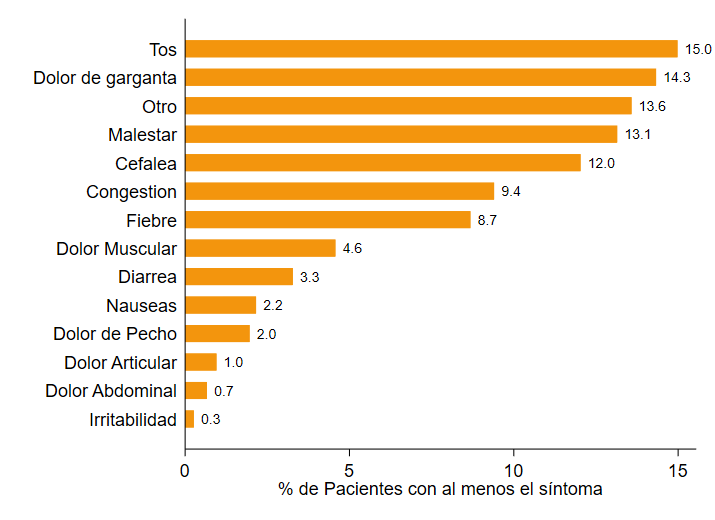 Tos 15.0
Dolor de garganta 14.3
Otro 13.6
Malestar 13.1
Cefalea 12.0
Congestion 9.4
Fiebre 8.7
Dolor Muscular 4.6
Diarrea 3.3
Nauseas 2.2
Dolor de Pecho 2.0
Dolor Articular 1.0
Dolor Abdominal 0.7
Irritabilidad 0.3
0 5 10 15
% de Pacientes con al menos el síntoma